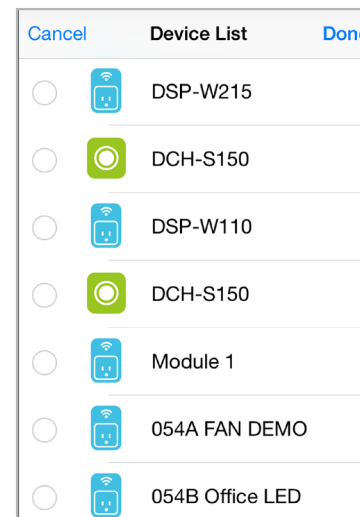 Cancel Device List Done
DSP-W215
DCH-S150
DSP-W110
DCH-S150
Module 1
054A FAN DEMO
054B Office LED